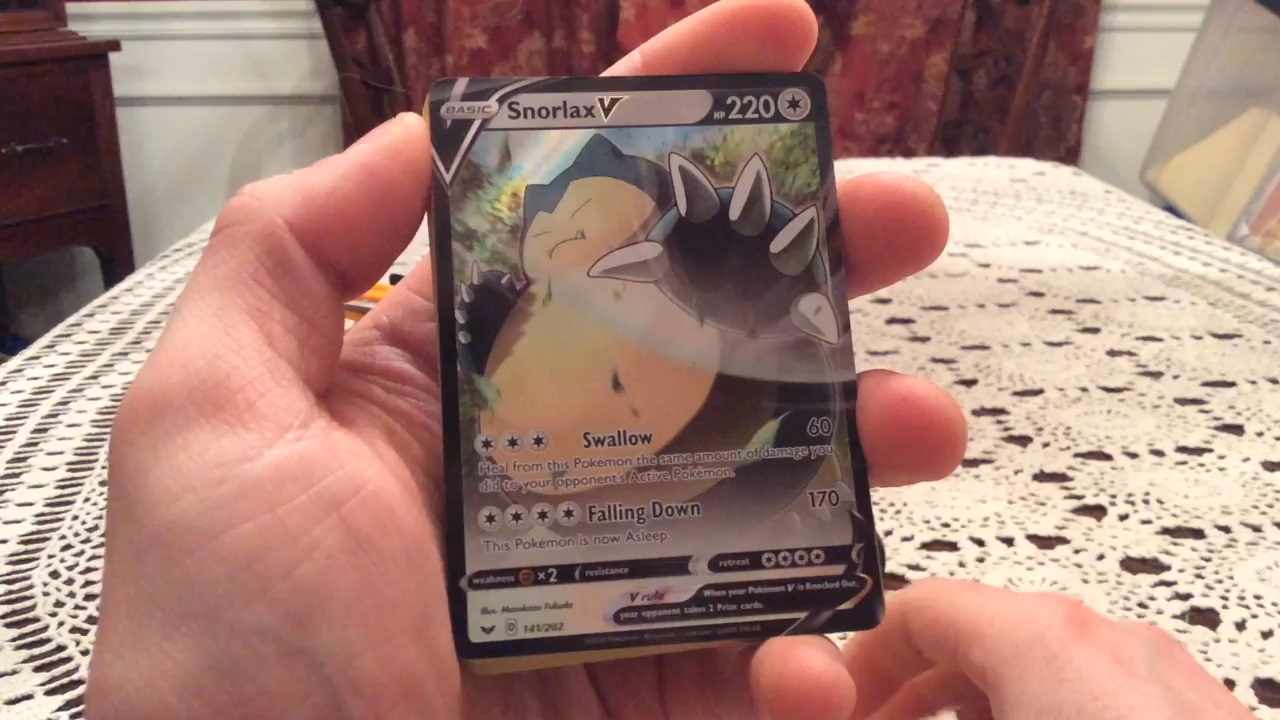 BASIC Snorlax V HP 220
Swallow 60
Heal from this Pokémon the same amount of damage you
did to your opponent's Active Pokémon.
Falling Down 170
This Pokémon is now Asleep.
weakness ×2 resistance retreat
V rule When your Pokémon V is Knocked Out,
your opponent takes 2 Prize cards.
Illus. Masakazu Fukuda
D 141/202